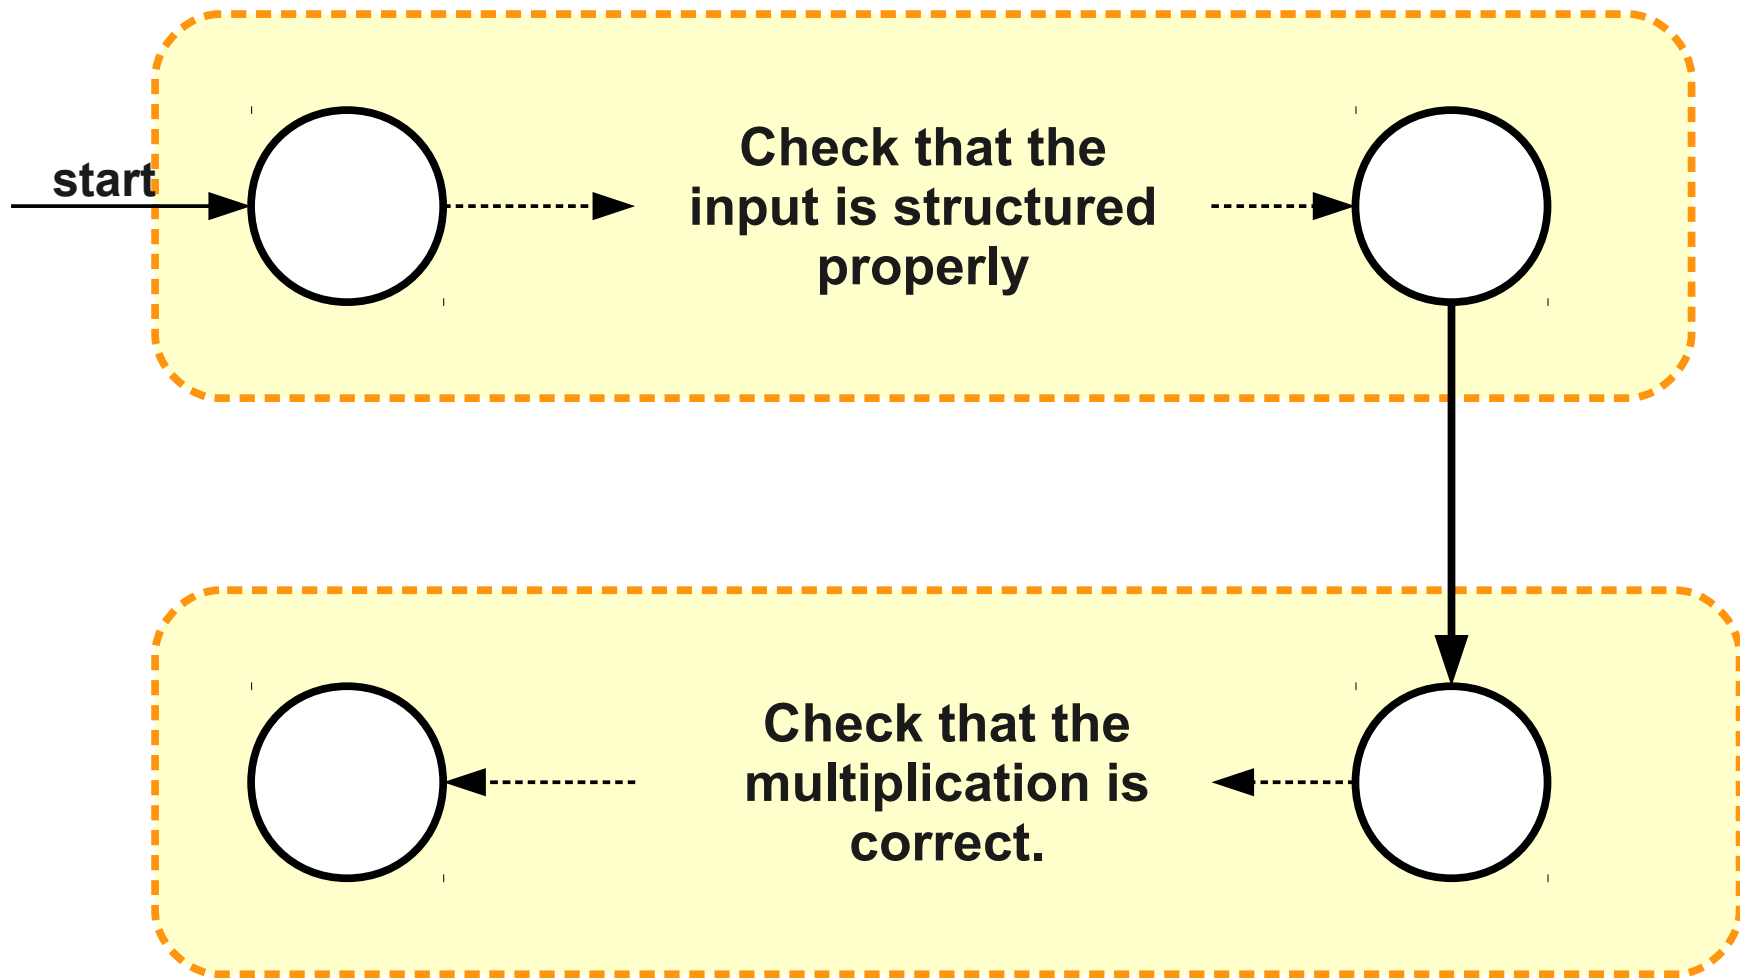 start
Check that the
input is structured
properly
Check that the
multiplication is
correct.